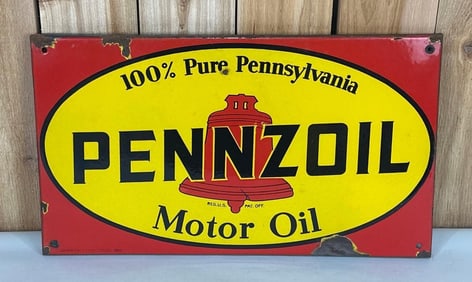 100% Pure Pennsylvania
PENNZOIL
REG. U.S. PAT. OFF.
Motor Oil